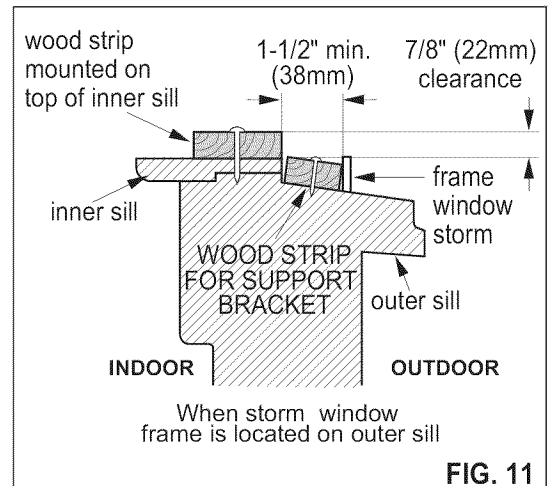 wood strip
mounted on
top of inner sill
1-1/2" min.
(38mm)
7/8" (22mm)
clearance
inner sill
frame
window
storm
WOOD STRIP
FOR SUPPORT
BRACKET
outer sill
INDOOR
OUTDOOR
When storm window
frame is located on outer sill
FIG. 11